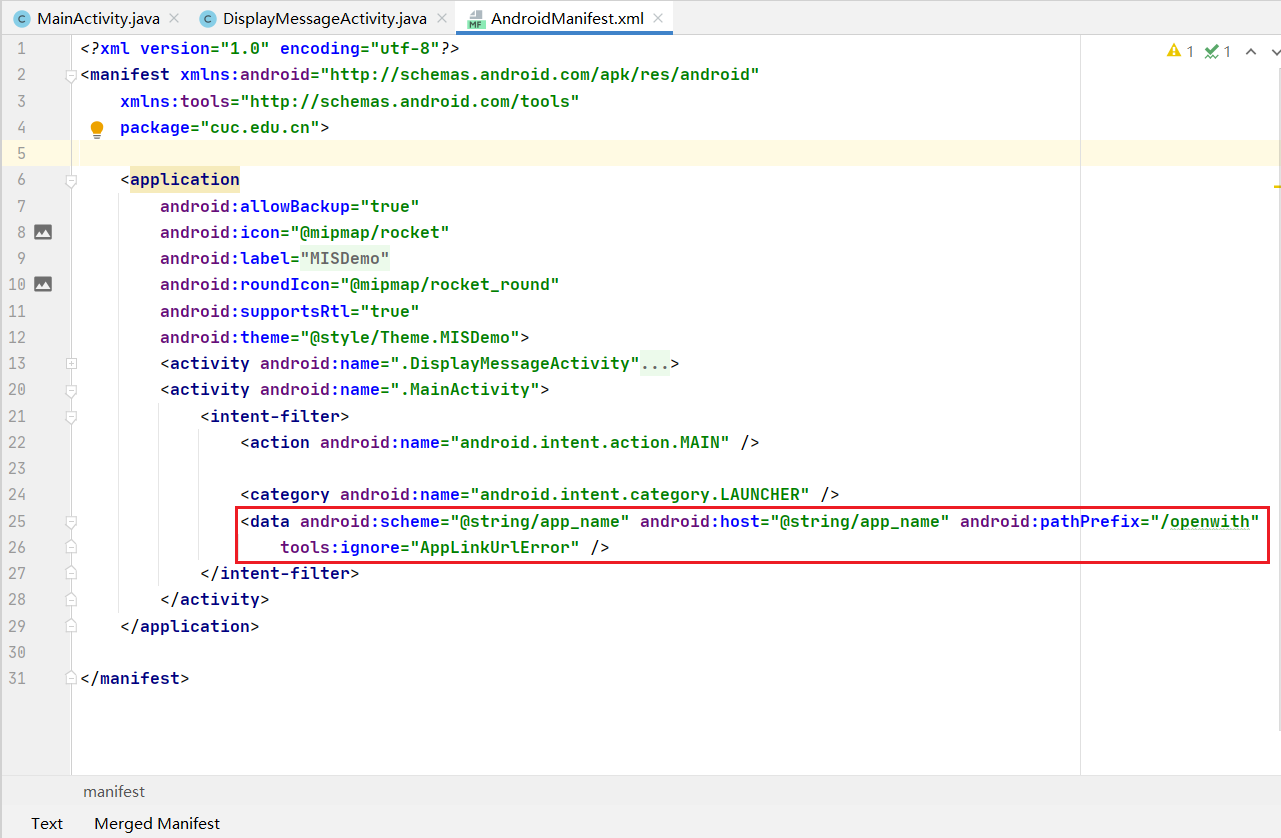 MainActivity.java DisplayMessageActivity.java AndroidManifest.xml
1 <?xml version="1.0" encoding="utf-8"?> 1 1
2 <manifest xmlns:android="http://schemas.android.com/apk/res/android"
3 xmlns:tools="http://schemas.android.com/tools"
4 package="cuc.edu.cn">
5
6 <application
7 android:allowBackup="true"
8 android:icon="@mipmap/rocket"
9 android:label="MISDemo"
10 android:roundIcon="@mipmap/rocket_round"
11 android:supportsRtl="true"
12 android:theme="@style/Theme.MISDemo">
13 <activity android:name=".DisplayMessageActivity"...>
20 <activity android:name=".MainActivity">
21 <intent-filter>
22 <action android:name="android.intent.action.MAIN" />
23
24 <category android:name="android.intent.category.LAUNCHER" />
25 <data android:scheme="@string/app_name" android:host="@string/app_name" android:pathPrefix="/openwith"
26 tools:ignore="AppLinkUrlError" />
27 </intent-filter>
28 </activity>
29 </application>
30
31 </manifest>
manifest
Text Merged Manifest